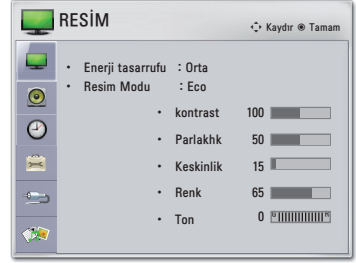 RESİM
Kaydır Tamam
• Enerji tasarrufu : Orta
• Resim Modu : Eco
• kontrast 100
• Parlakhk 50
• Keskinlik 15
• Renk 65
• Ton 0